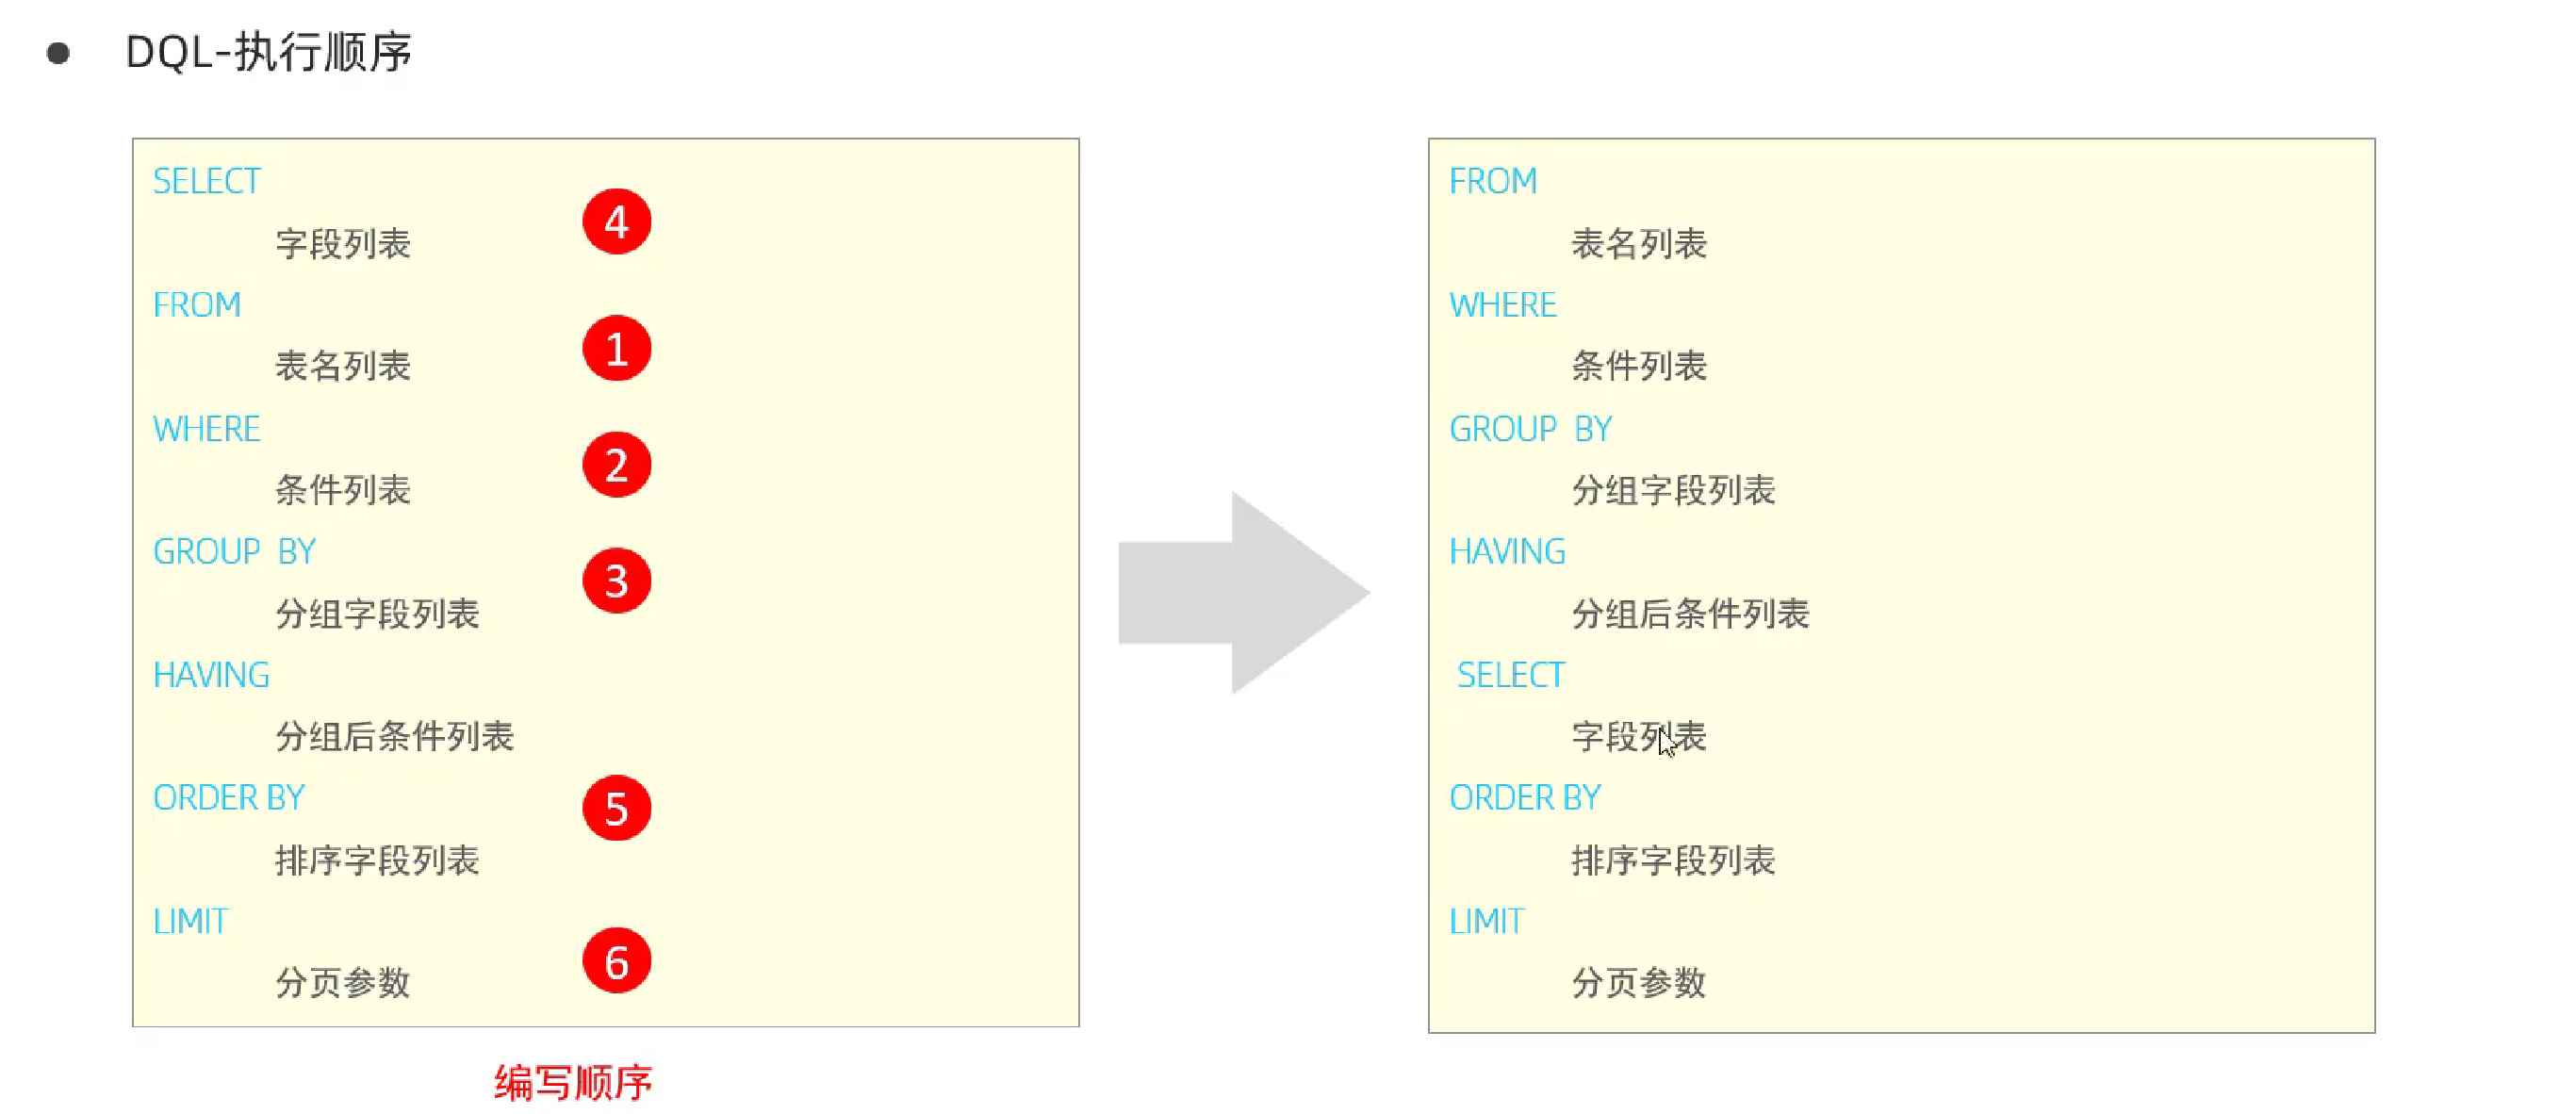 DQL-执行顺序
SELECT
字段列表
4
FROM
表名列表
1
WHERE
条件列表
2
GROUP BY
分组字段列表
3
HAVING
分组后条件列表
ORDER BY
排序字段列表
5
LIMIT
分页参数
6
编写顺序
FROM
表名列表
WHERE
条件列表
GROUP BY
分组字段列表
HAVING
分组后条件列表
SELECT
字段列表
ORDER BY
排序字段列表
LIMIT
分页参数